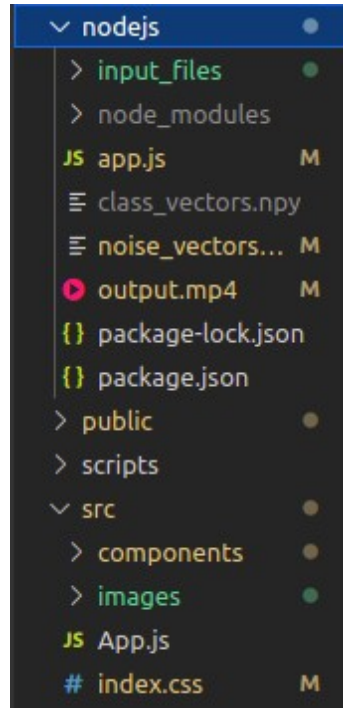 nodejs
input_files
node_modules
JS app.js M
class_vectors.npy
noise_vectors... M
output.mp4 M
{} package-lock.json
{} package.json
public
scripts
src
components
images
JS App.js
# index.css M